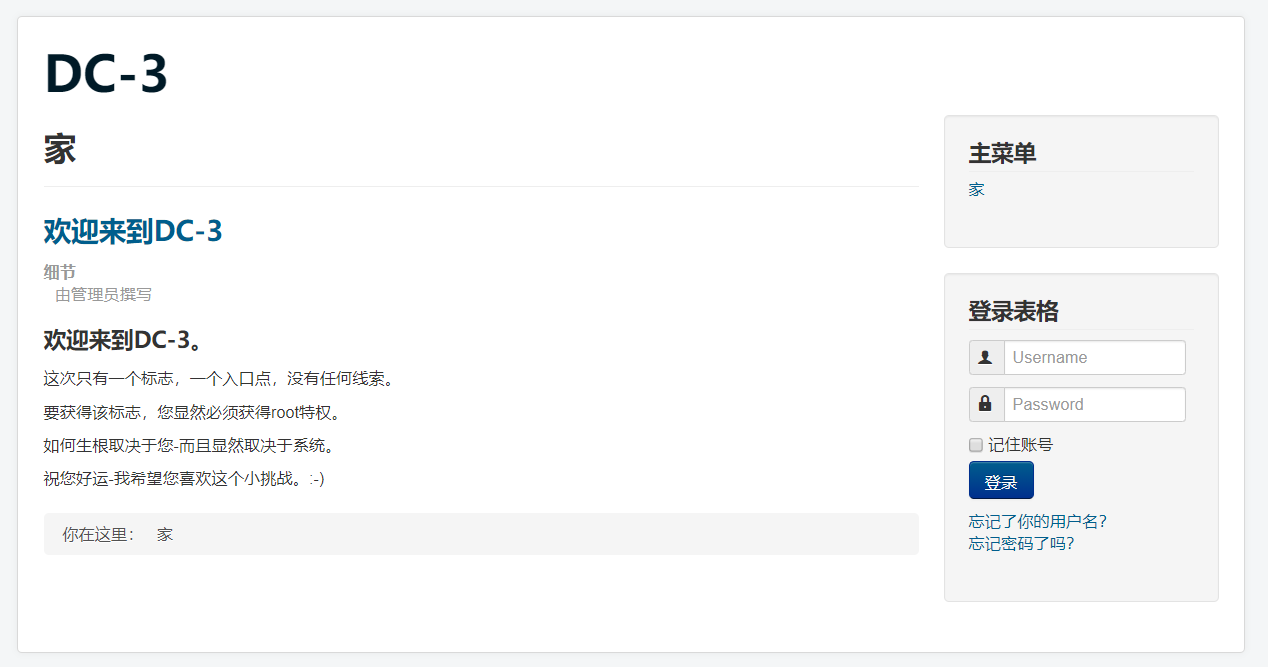 DC-3
家
欢迎来到DC-3
细节
由管理员撰写
欢迎来到DC-3。
这次只有一个标志，一个入口点，没有任何线索。
要获得该标志，您显然必须获得root特权。
如何生根取决于您-而且显然取决于系统。
祝您好运-我希望您喜欢这个小挑战。:-)
你在这里： 家
主菜单
家
登录表格
Username
Password
记住账号
登录
忘记了你的用户名?
忘记密码了吗?